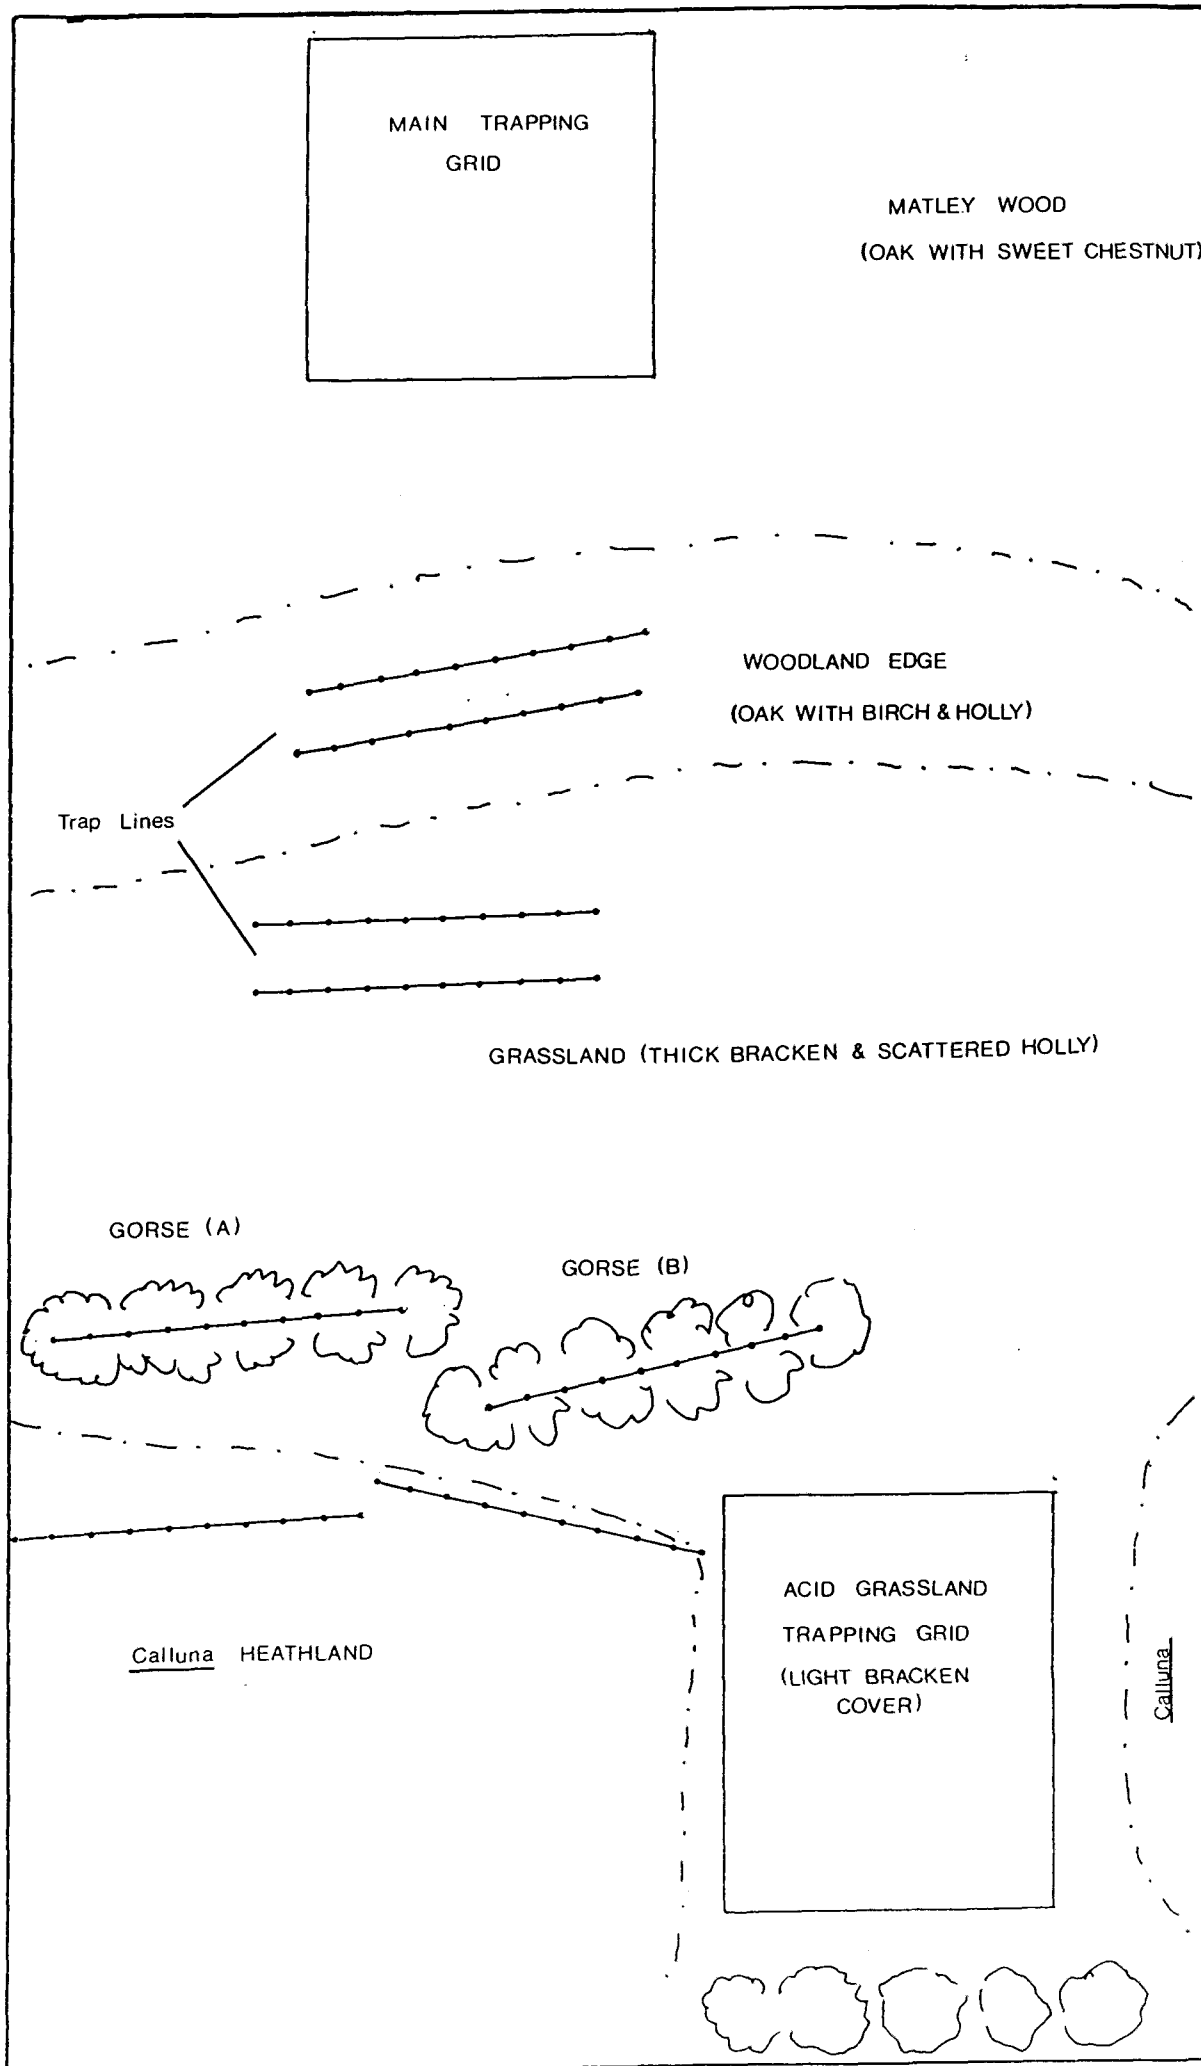 MAIN TRAPPING
GRID
MATLEY WOOD
(OAK WITH SWEET CHESTNUT)
WOODLAND EDGE
(OAK WITH BIRCH & HOLLY)
Trap Lines
GRASSLAND (THICK BRACKEN & SCATTERED HOLLY)
GORSE (A)
GORSE (B)
ACID GRASSLAND
TRAPPING GRID
(LIGHT BRACKEN
COVER)
Calluna HEATHLAND
Calluna